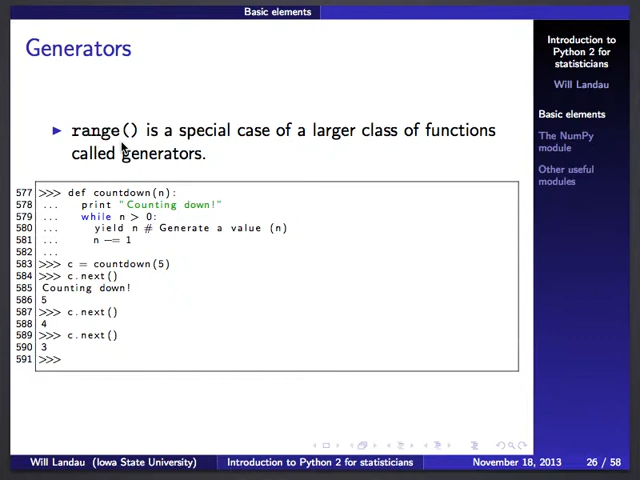 Basic elements
Generators
range() is a special case of a larger class of functions
called generators.
577 >>> def countdown(n):
578 ... print "Counting down!"
579 ... while n > 0:
580 ... yield n # Generate a value (n)
581 ... n -= 1
582 ...
583 >>> c = countdown(5)
584 >>> c.next()
585 Counting down!
586 5
587 >>> c.next()
588 4
589 >>> c.next()
590 3
591 >>>
Introduction to
Python 2 for
statisticians
Will Landau
Basic elements
The NumPy
module
Other useful
modules
Will Landau (Iowa State University) Introduction to Python 2 for statisticians November 18, 2013 26 / 58